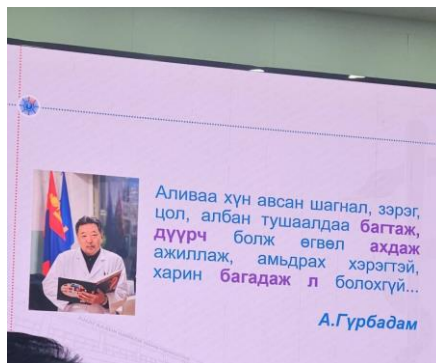 Аливаа хүн авсан шагнал, зэрэг,
цол, албан тушаалдаа багтаж,
дүүрч болж өгвөл ахдаж
ажиллаж, амьдрах хэрэгтэй,
харин багадаж л болохгүй...
А.Гүрбадам